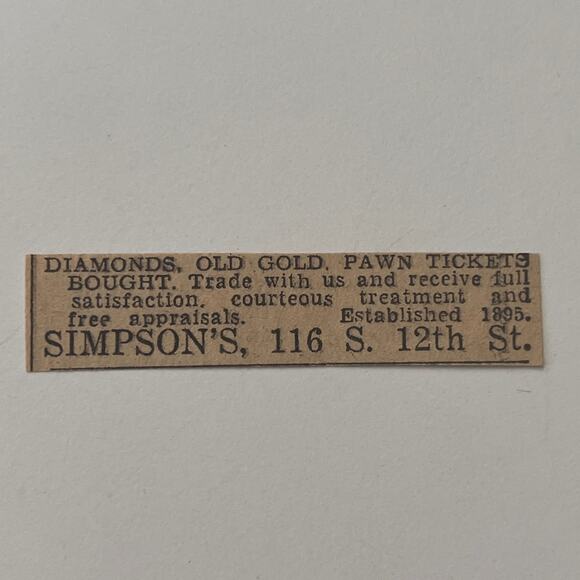 DIAMONDS, OLD GOLD, PAWN TICKETS
BOUGHT. Trade with us and receive full
satisfaction, courteous treatment and
free appraisals. Established 1895.
SIMPSON'S, 116 S. 12th St.